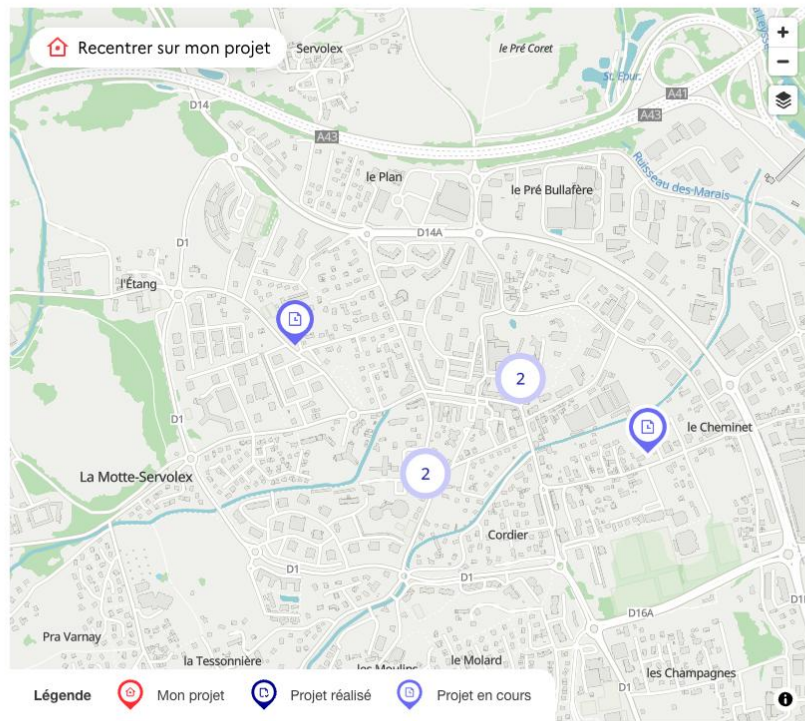 Recentrer sur mon projet
Servolex
le Pré Coret
St. Epur.
D14
A43
A41
A43
Ruisseau des Marais
le Plan
le Pré Bullafère
D14A
D1
l'Étang
2
D1
le Cheminet
La Motte-Servolex
2
Cordier
D1
D1
D16A
Pra Varnay
la Tessonnière
les Moulins
le Molard
les Champagnes
D1
Légende
Mon projet
Projet réalisé
Projet en cours